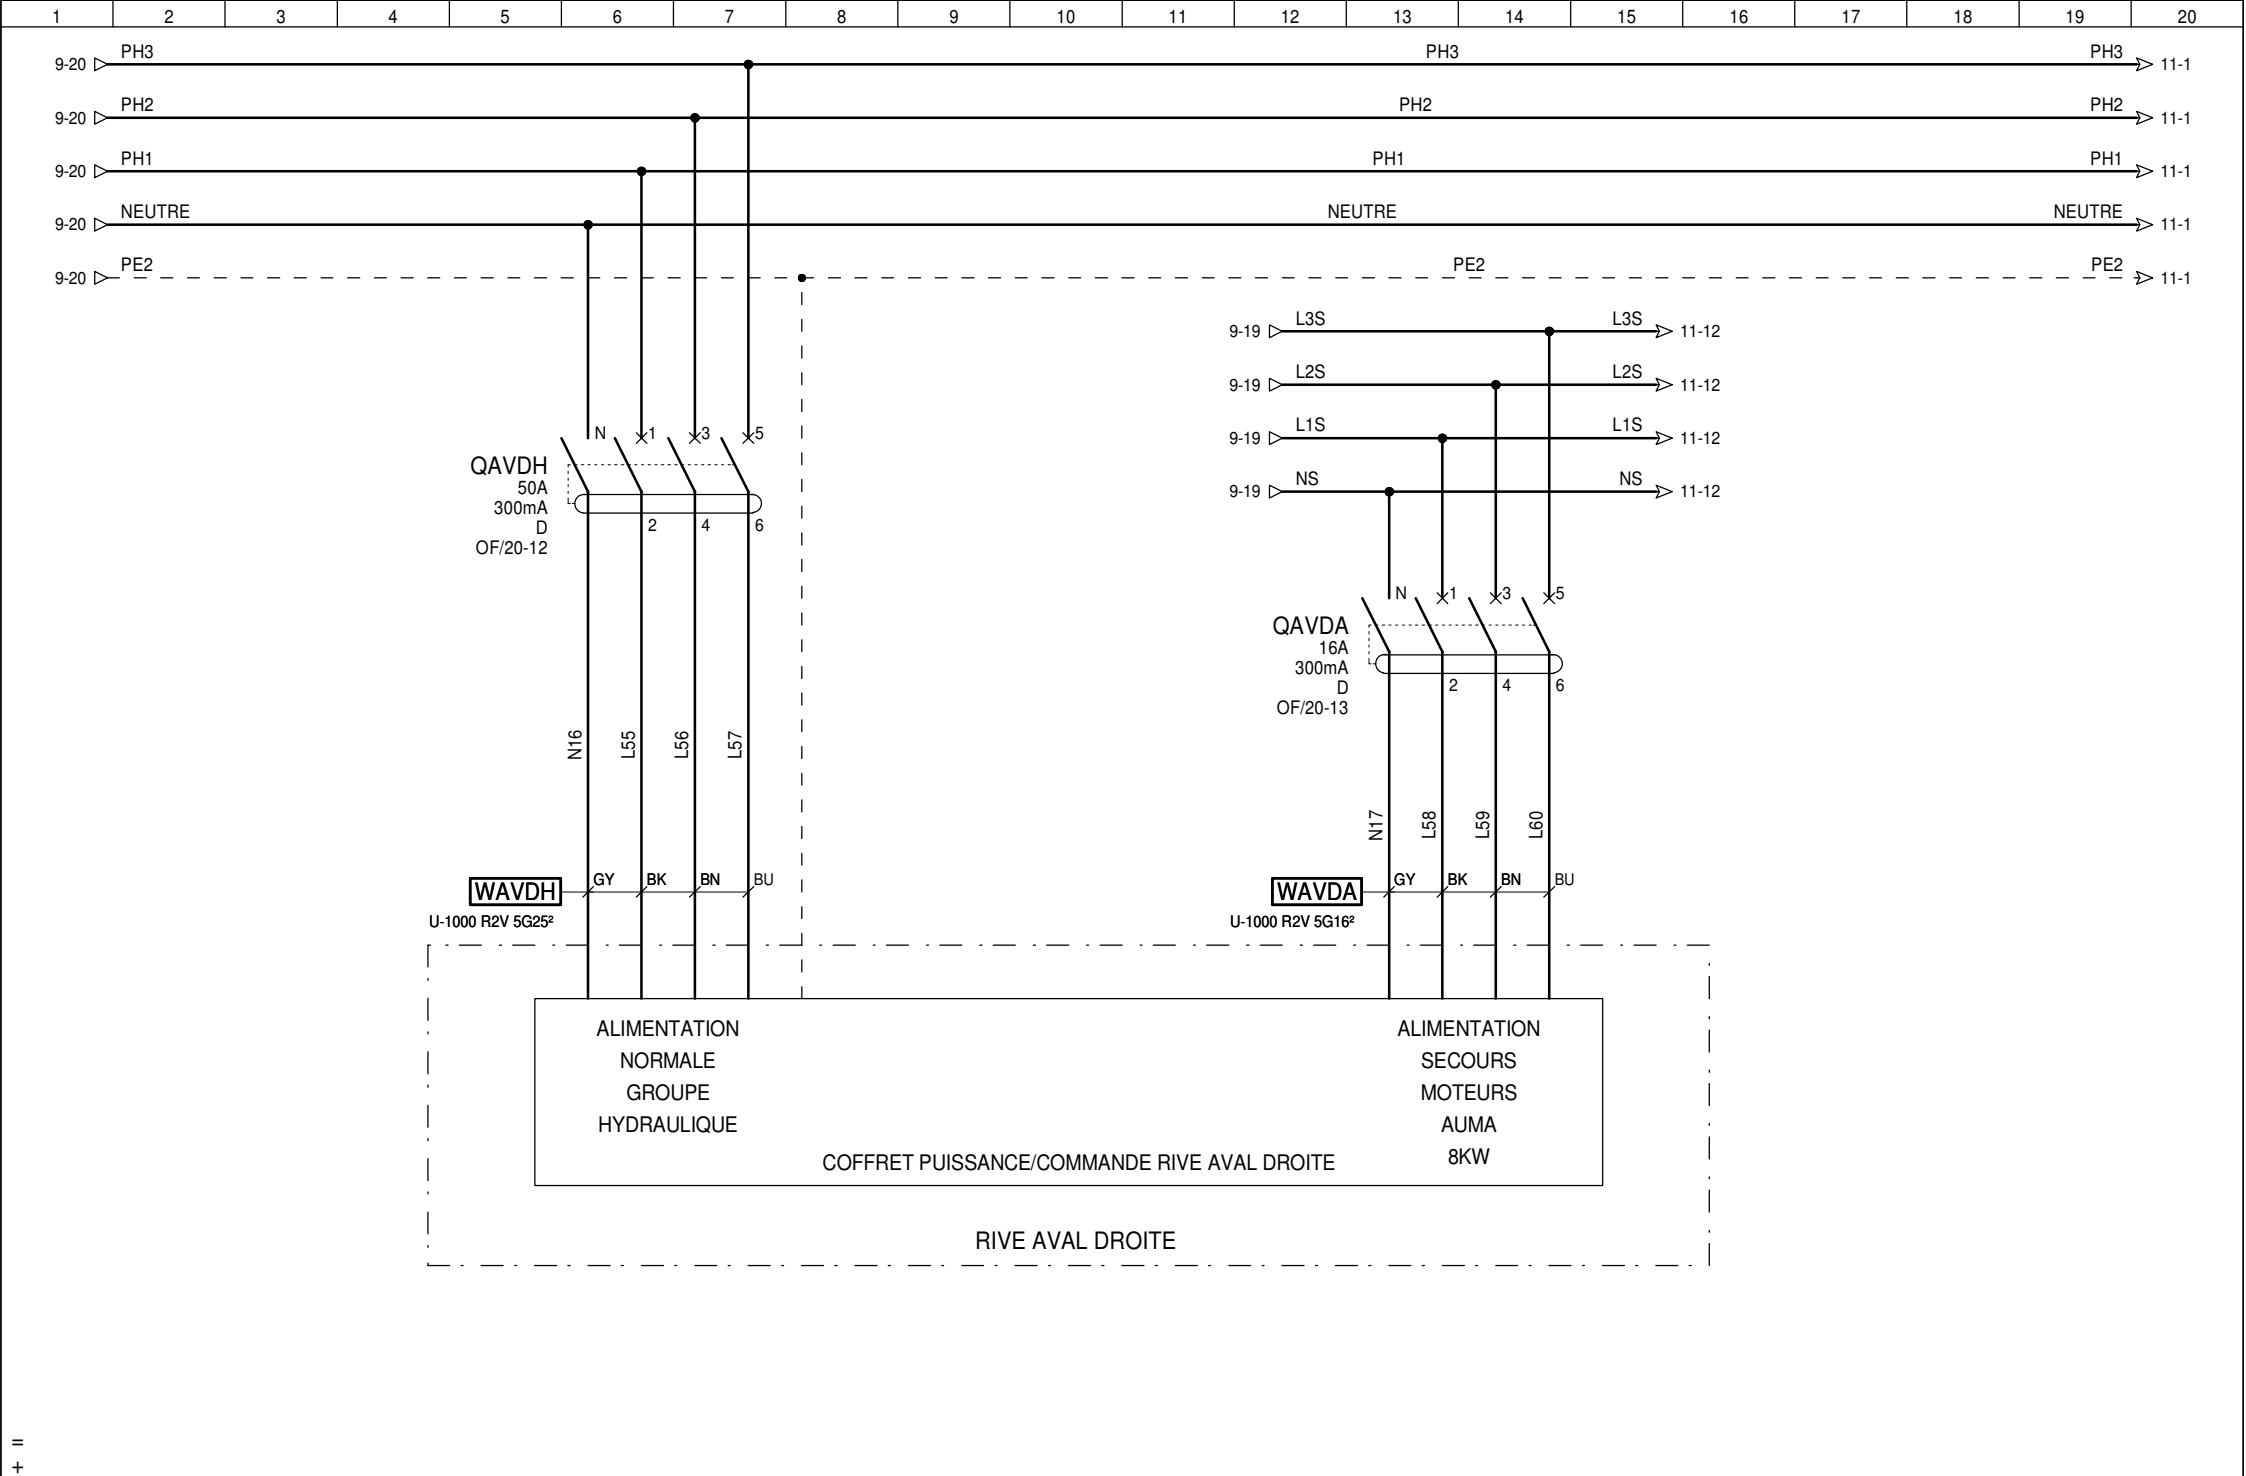 1 2 3 4 5 6 7 8 9 10 11 12 13 14 15 16 17 18 19 20
9-20 PH3 PH3 PH3 11-1
9-20 PH2 PH2 PH2 11-1
9-20 PH1 PH1 PH1 11-1
9-20 NEUTRE NEUTRE NEUTRE 11-1
9-20 PE2 PE2 PE2 11-1
9-19 L3S L3S 11-12
9-19 L2S L2S 11-12
9-19 L1S L1S 11-12
9-19 NS NS 11-12
N 1 3 5
QAVDH
50A
300mA
D
OF/20-12
2 4 6
N 1 3 5
QAVDA
16A
300mA
D
OF/20-13
2 4 6
N16 L55 L56 L57
N17 L58 L59 L60
WAVDH GY BK BN BU
U-1000 R2V 5G25²
WAVDA GY BK BN BU
U-1000 R2V 5G16²
ALIMENTATION
NORMALE
GROUPE
HYDRAULIQUE
ALIMENTATION
SECOURS
MOTEURS
AUMA
8KW
COFFRET PUISSANCE/COMMANDE RIVE AVAL DROITE
RIVE AVAL DROITE
=
+